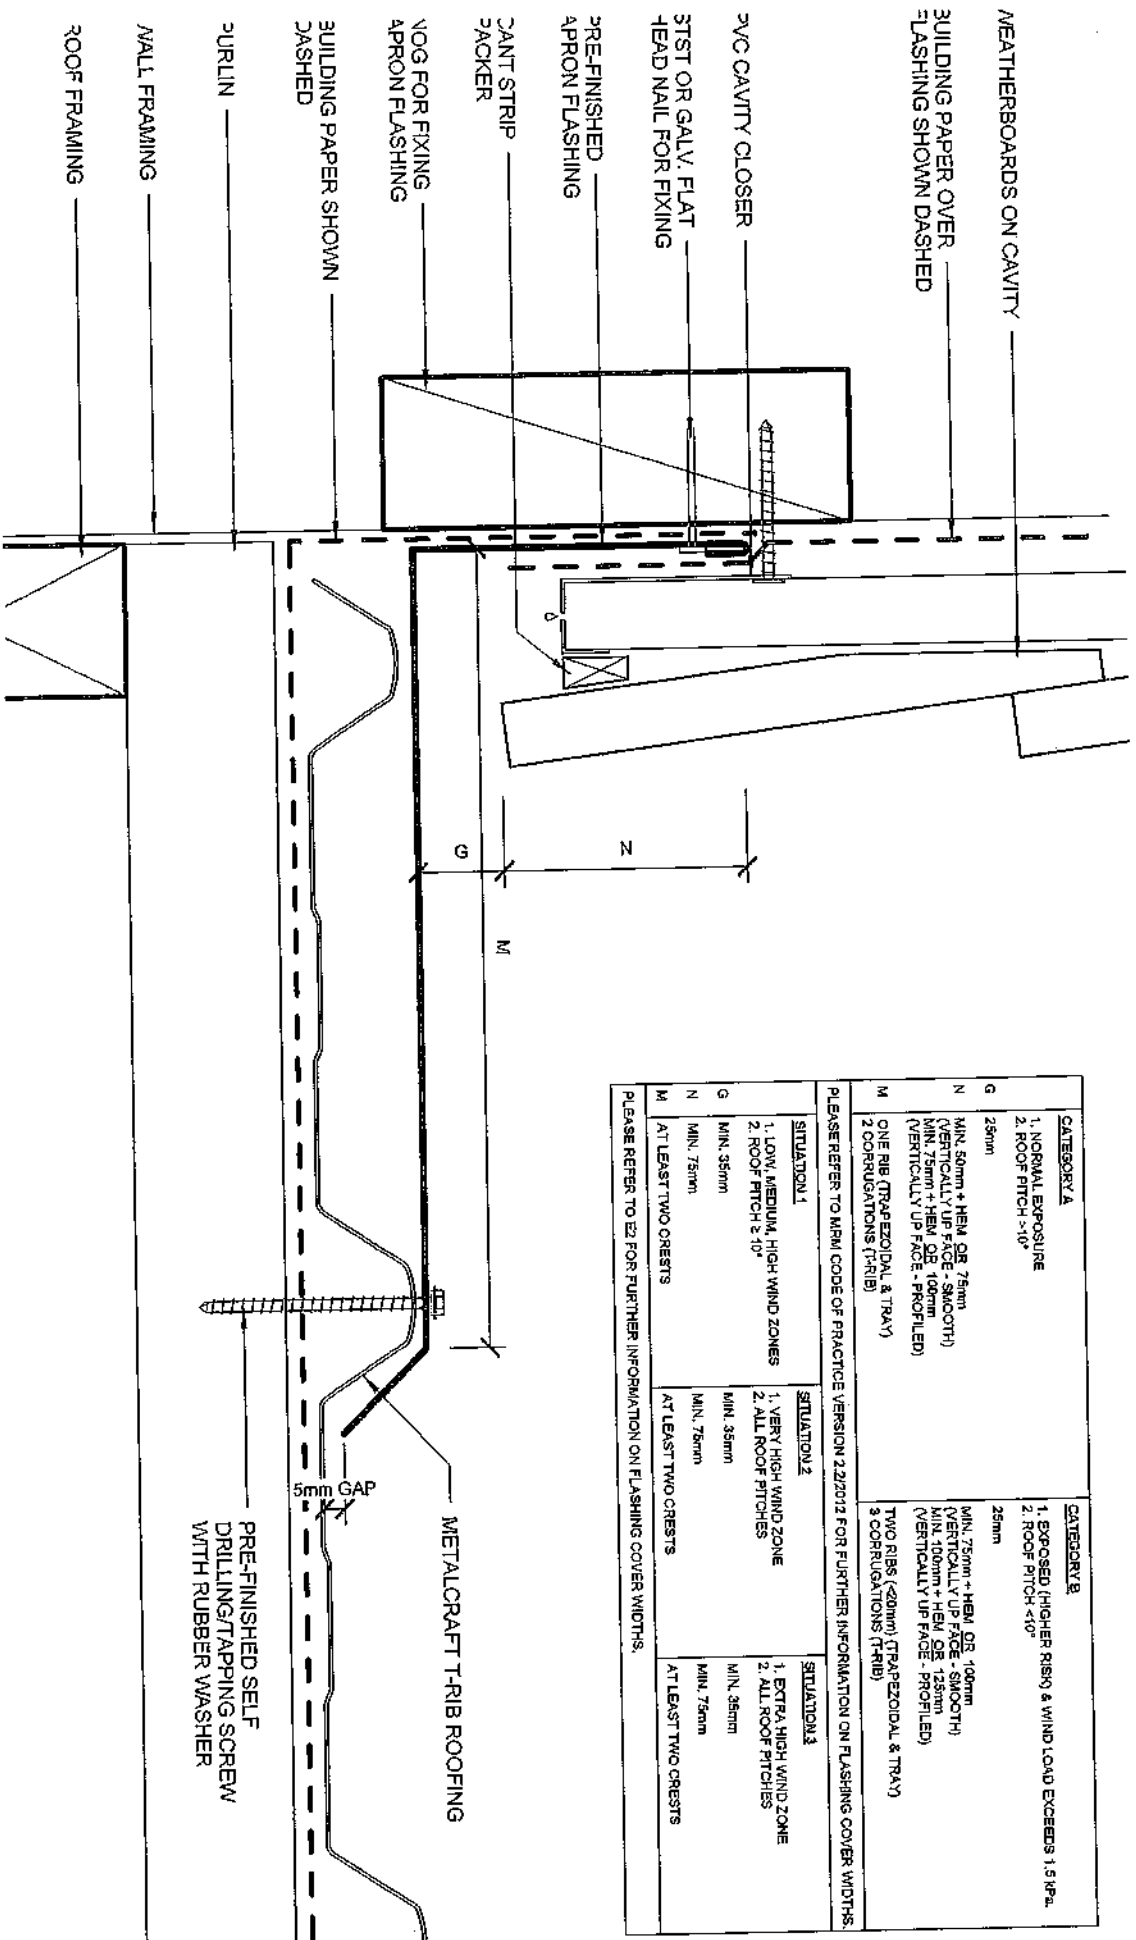 WEATHERBOARDS ON CAVITY
BUILDING PAPER OVER
FLASHING SHOWN DASHED
PVC CAVITY CLOSER
STST OR GALV. FLAT
HEAD NAIL FOR FIXING
PRE-FINISHED
APRON FLASHING
CANT STRIP
PACKER
NOG FOR FIXING
APRON FLASHING
BUILDING PAPER SHOWN
DASHED
PURLIN
WALL FRAMING
ROOF FRAMING
N
G
M
5mm GAP
METALCRAFT T-RIB ROOFING
PRE-FINISHED SELF
DRILLING/TAPPING SCREW
WITH RUBBER WASHER
CATEGORY A
1. NORMAL EXPOSURE
2. ROOF PITCH >10°
G
25mm
N
MIN. 50mm + HEM OR 75mm
(VERTICALLY UP FACE - SMOOTH)
MIN. 75mm + HEM OR 100mm
(VERTICALLY UP FACE - PROFILED)
M
ONE RIB (TRAPEZOIDAL & TRAY)
2 CORRUGATIONS (T-RIB)
CATEGORY B
1. EXPOSED (HIGHER RISK) & WIND LOAD EXCEEDS 1.5 kPa.
2. ROOF PITCH <10°
25mm
MIN. 75mm + HEM OR 100mm
(VERTICALLY UP FACE - SMOOTH)
MIN. 100mm + HEM OR 125mm
(VERTICALLY UP FACE - PROFILED)
TWO RIBS (<20mm) (TRAPEZOIDAL & TRAY)
3 CORRUGATIONS (T-RIB)
PLEASE REFER TO MRM CODE OF PRACTICE VERSION 2.2/2012 FOR FURTHER INFORMATION ON FLASHING COVER WIDTHS.
SITUATION 1
1. LOW, MEDIUM, HIGH WIND ZONES
2. ROOF PITCH ≥ 10°
G
MIN. 35mm
N
MIN. 75mm
M
AT LEAST TWO CRESTS
SITUATION 2
1. VERY HIGH WIND ZONE
2. ALL ROOF PITCHES
MIN. 35mm
MIN. 75mm
AT LEAST TWO CRESTS
SITUATION 3
1. EXTRA HIGH WIND ZONE
2. ALL ROOF PITCHES
MIN. 35mm
MIN. 75mm
AT LEAST TWO CRESTS
PLEASE REFER TO E2 FOR FURTHER INFORMATION ON FLASHING COVER WIDTHS.